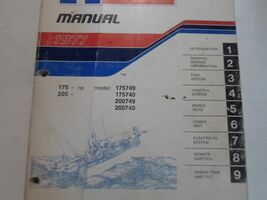 MANUAL
1977
INTRODUCTION 1
GENERAL SERVICE INFORMATION 2
FUEL SYSTEM 3
IGNITION SYSTEM 4
POWER HEAD 5
LOWER UNIT 6
ELECTRICAL SYSTEM 7
REMOTE CONTROL 8
POWER TRIM AND TILT 9
175 - hp model 175749
200 - 175740
200749
200740